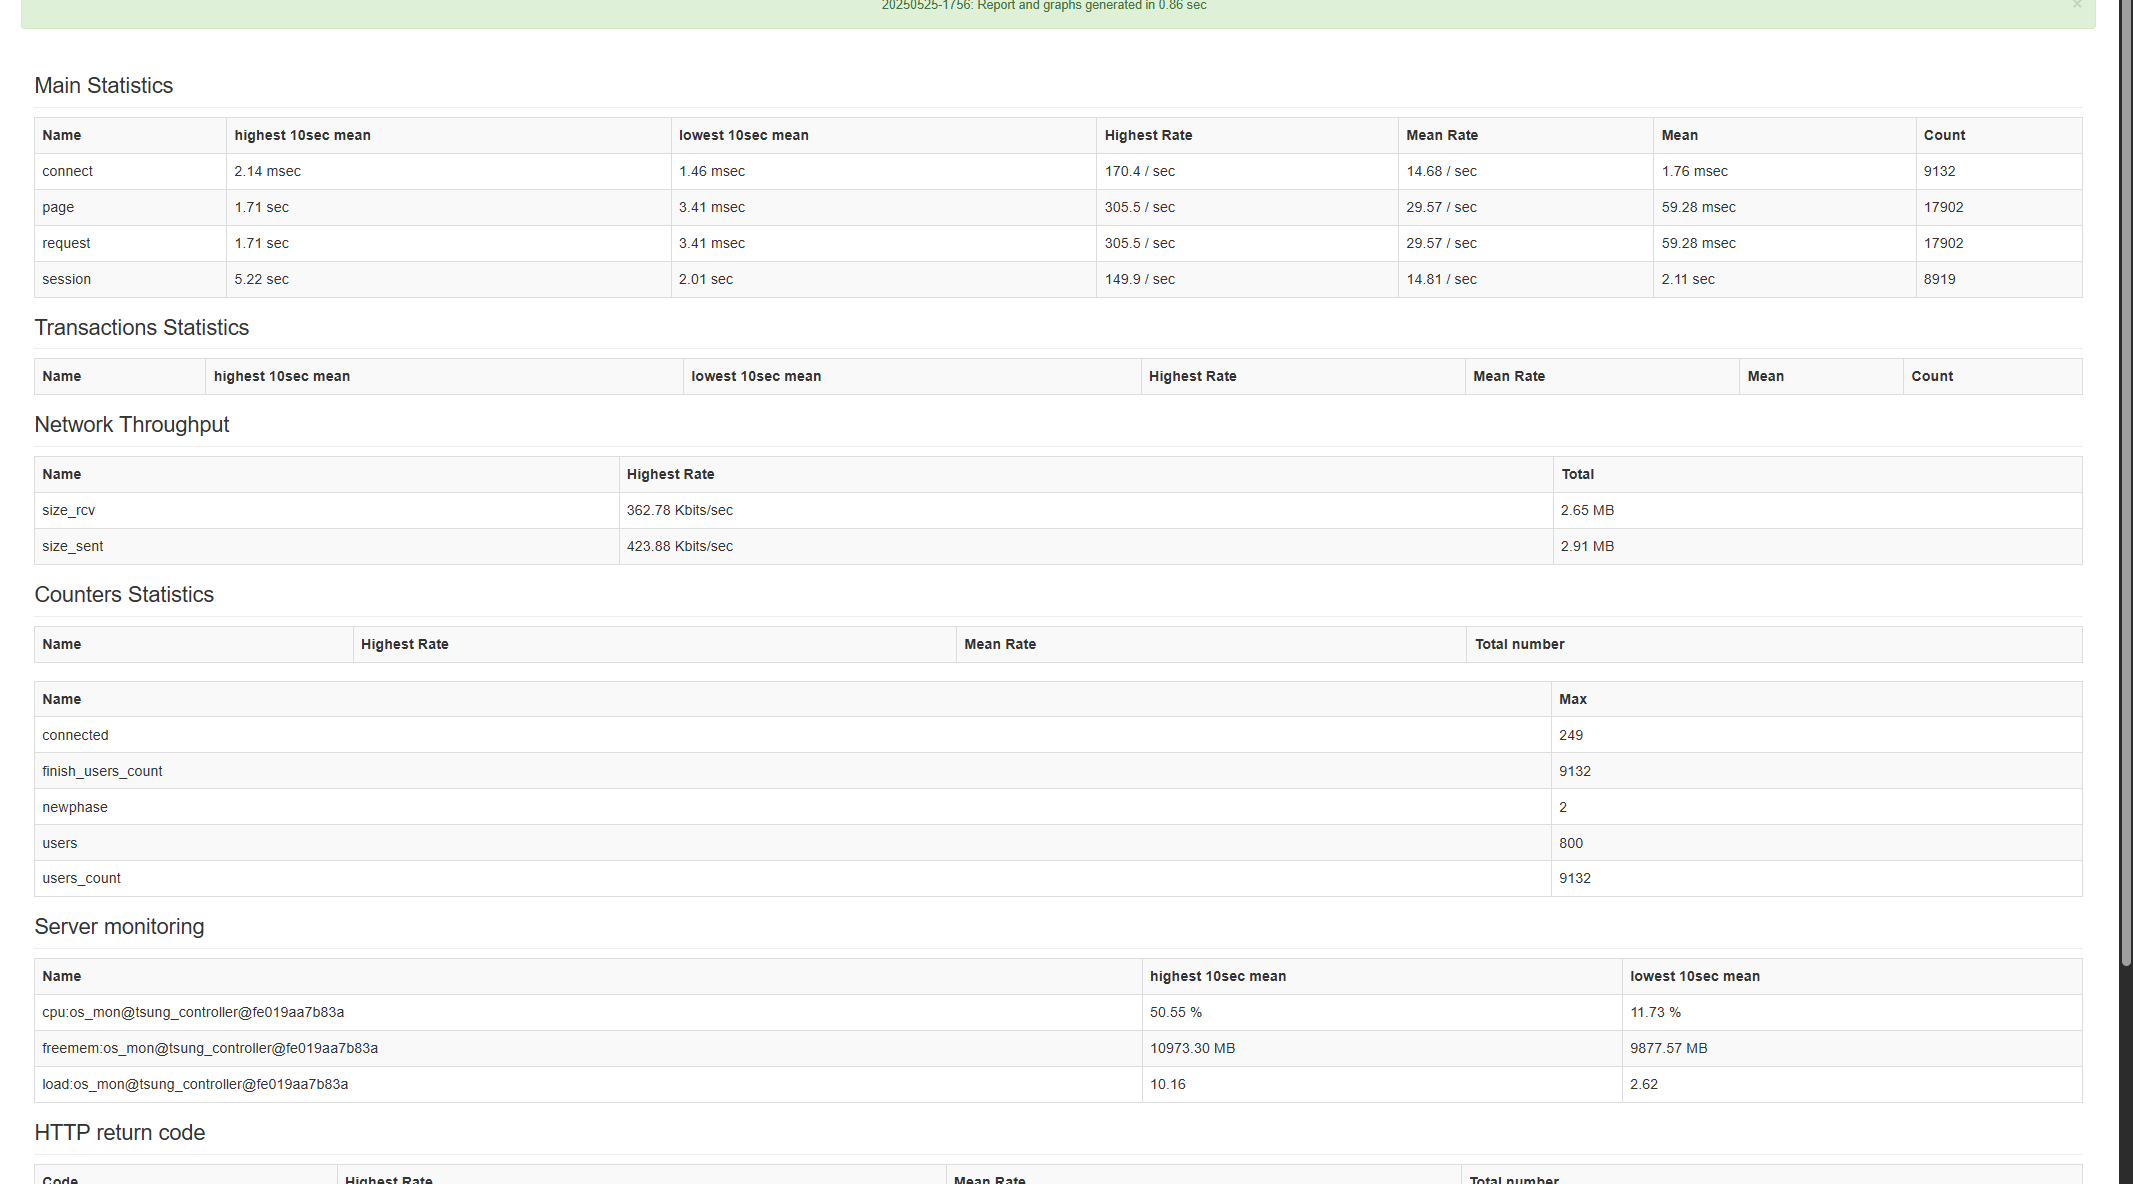 20250525-1756: Report and graphs generated in 0.86 sec ×
Main Statistics
Name highest 10sec mean lowest 10sec mean Highest Rate Mean Rate Mean Count
connect 2.14 msec 1.46 msec 170.4 / sec 14.68 / sec 1.76 msec 9132
page 1.71 sec 3.41 msec 305.5 / sec 29.57 / sec 59.28 msec 17902
request 1.71 sec 3.41 msec 305.5 / sec 29.57 / sec 59.28 msec 17902
session 5.22 sec 2.01 sec 149.9 / sec 14.81 / sec 2.11 sec 8919
Transactions Statistics
Name highest 10sec mean lowest 10sec mean Highest Rate Mean Rate Mean Count
Network Throughput
Name Highest Rate Total
size_rcv 362.78 Kbits/sec 2.65 MB
size_sent 423.88 Kbits/sec 2.91 MB
Counters Statistics
Name Highest Rate Mean Rate Total number
Name Max
connected 249
finish_users_count 9132
newphase 2
users 800
users_count 9132
Server monitoring
Name highest 10sec mean lowest 10sec mean
cpu:os_mon@tsung_controller@fe019aa7b83a 50.55 % 11.73 %
freemem:os_mon@tsung_controller@fe019aa7b83a 10973.30 MB 9877.57 MB
load:os_mon@tsung_controller@fe019aa7b83a 10.16 2.62
HTTP return code
Code Highest Rate Mean Rate Total number